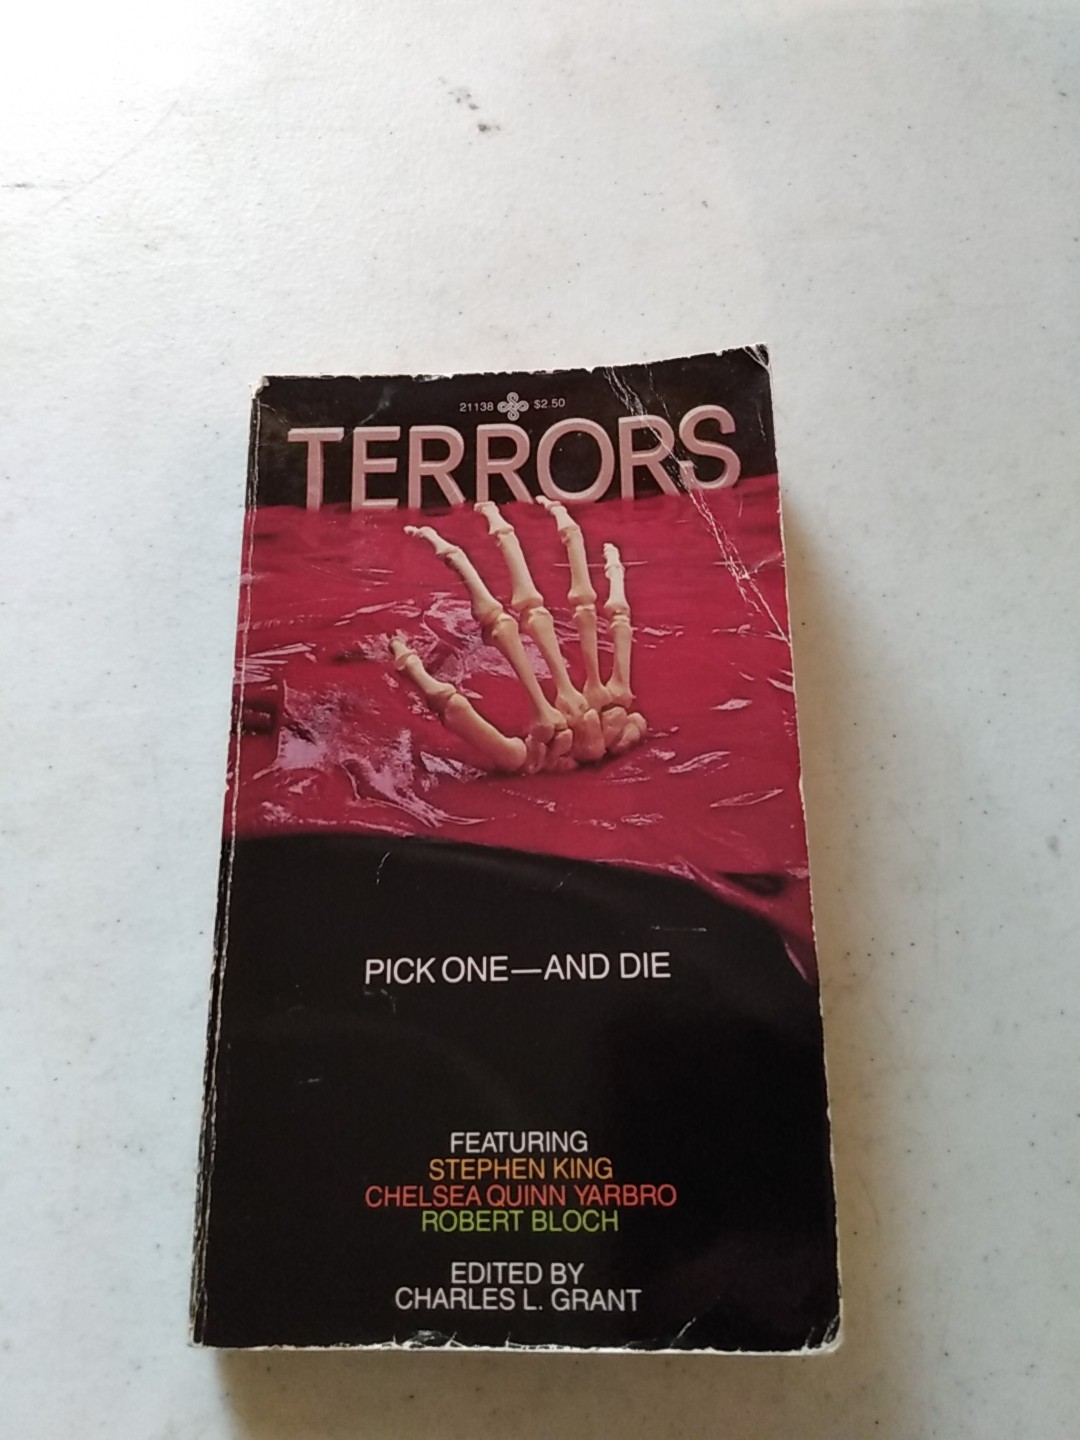 21138 $2.50
TERRORS
PICK ONE—AND DIE
FEATURING
STEPHEN KING
CHELSEA QUINN YARBRO
ROBERT BLOCH
EDITED BY
CHARLES L. GRANT